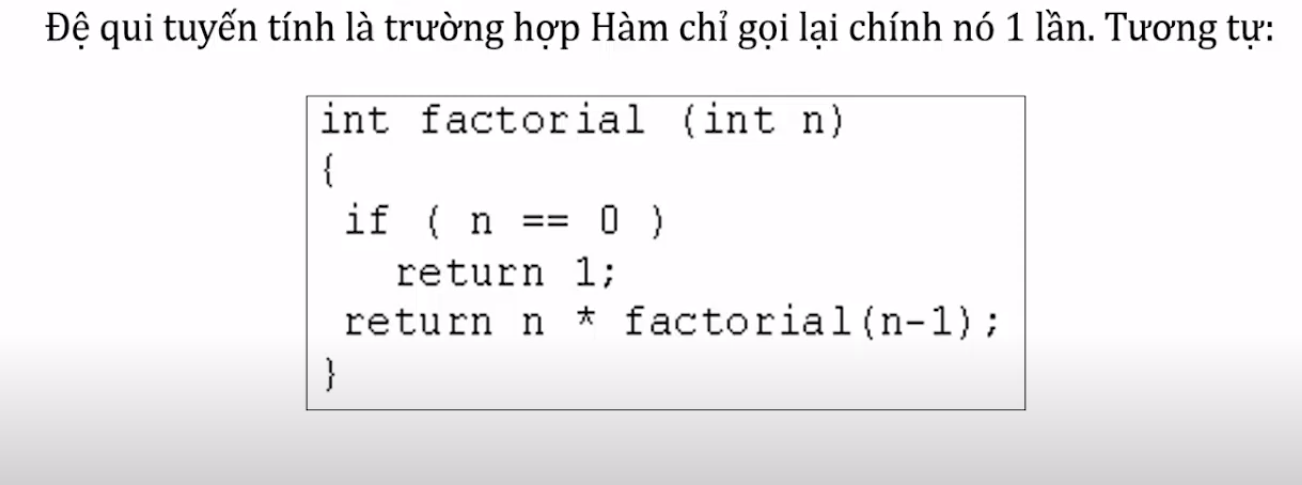 Đệ qui tuyến tính là trường hợp Hàm chỉ gọi lại chính nó 1 lần. Tương tự:
int factorial (int n)
{
if ( n == 0 )
return 1;
return n * factorial(n-1);
}